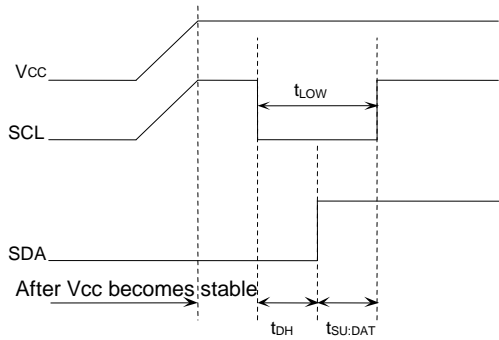 VCC
tLOW
SCL
SDA
After Vcc becomes stable
tDH
tSU:DAT